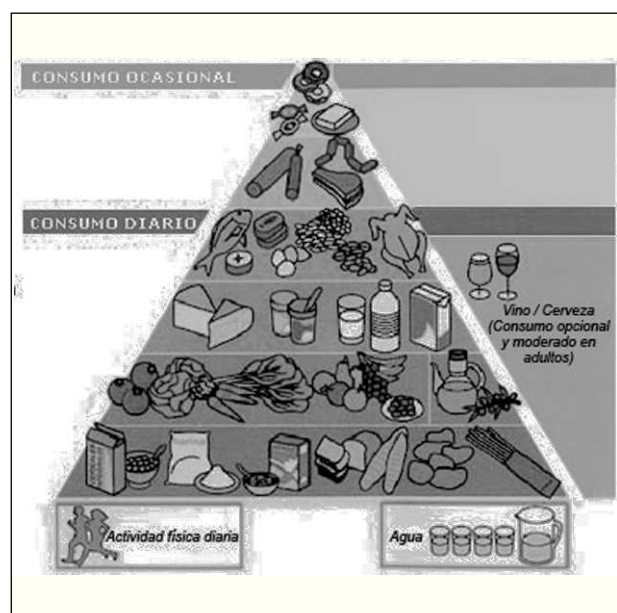 CONSUMO OCASIONAL
CONSUMO DIARIO
Vino / Cerveza
(Consumo opcional
y moderado en
adultos)
Actividad física diaria
Agua